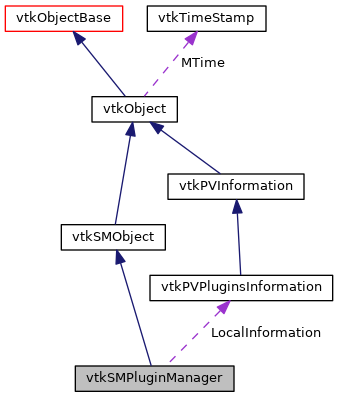 vtkObjectBase
vtkTimeStamp
MTime
vtkObject
vtkPVInformation
vtkSMObject
vtkPVPluginsInformation
LocalInformation
vtkSMPluginManager